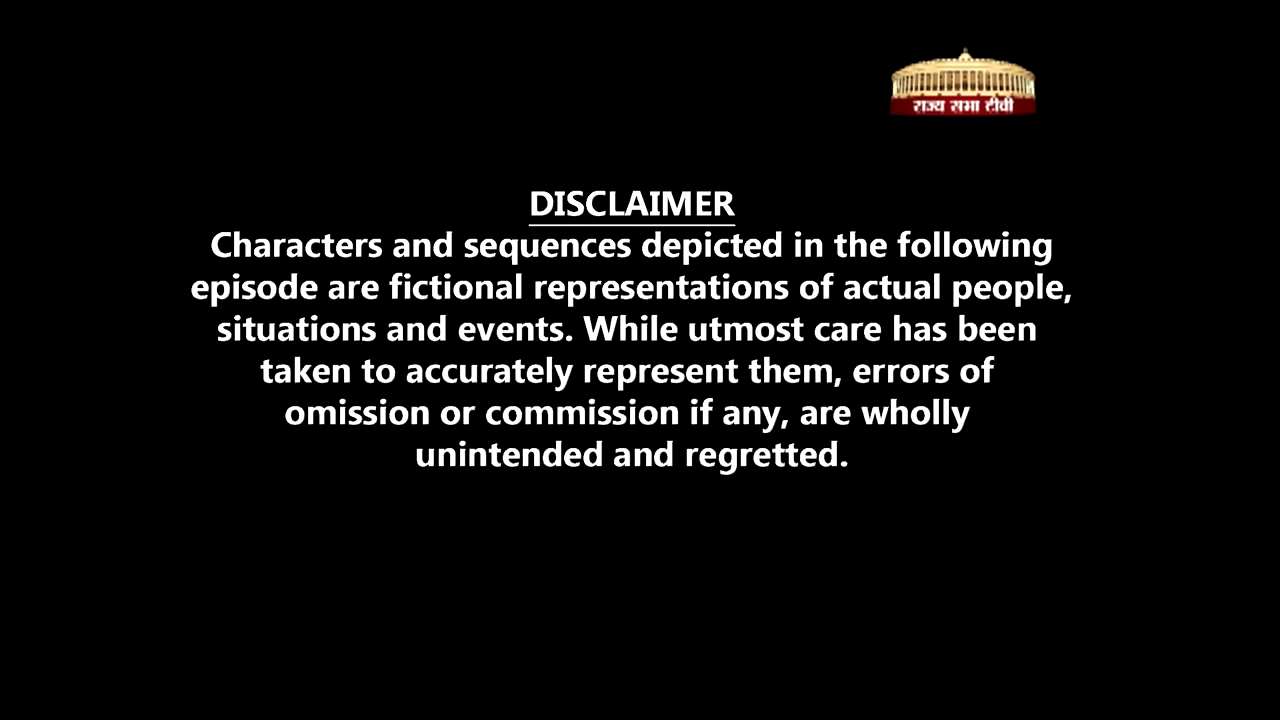 राज्य सभा टीवी
DISCLAIMER
Characters and sequences depicted in the following
episode are fictional representations of actual people,
situations and events. While utmost care has been
taken to accurately represent them, errors of
omission or commission if any, are wholly
unintended and regretted.